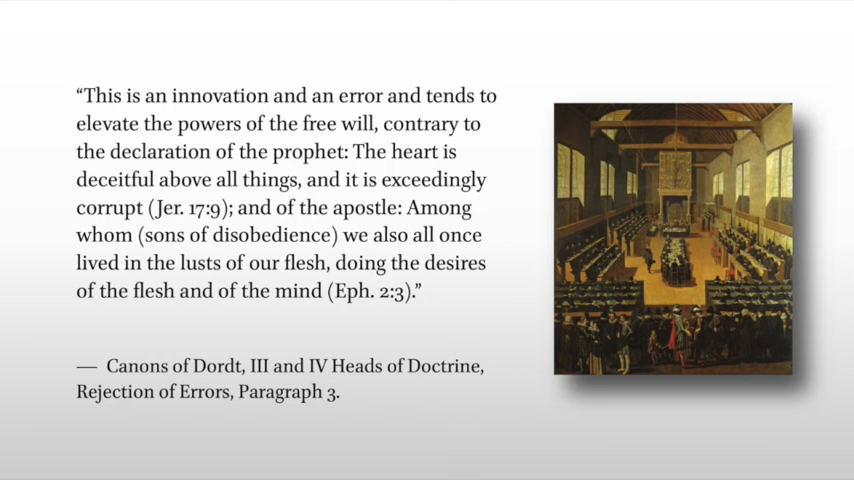 “This is an innovation and an error and tends to
elevate the powers of the free will, contrary to
the declaration of the prophet: The heart is
deceitful above all things, and it is exceedingly
corrupt (Jer. 17:9); and of the apostle: Among
whom (sons of disobedience) we also all once
lived in the lusts of our flesh, doing the desires
of the flesh and of the mind (Eph. 2:3).”
— Canons of Dordt, III and IV Heads of Doctrine,
Rejection of Errors, Paragraph 3.